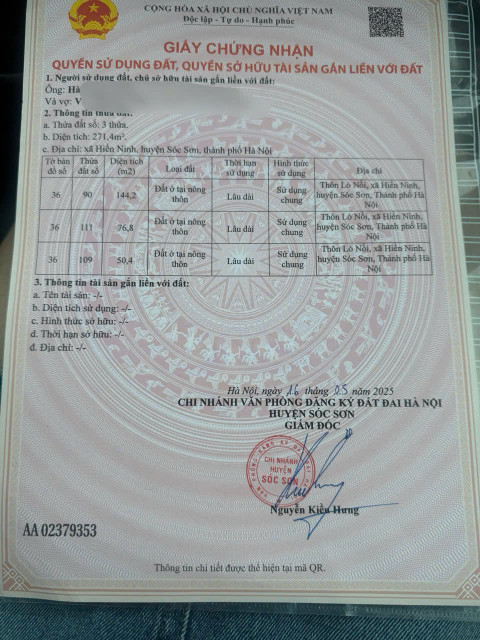 CỘNG HÒA XÃ HỘI CHỦ NGHĨA VIỆT NAM
Độc lập - Tự do - Hạnh phúc
GIẤY CHỨNG NHẬN
QUYỀN SỬ DỤNG ĐẤT, QUYỀN SỞ HỮU TÀI SẢN GẮN LIỀN VỚI ĐẤT
1. Người sử dụng đất, chủ sở hữu tài sản gắn liền với đất:
Ông: Hà
Và vợ: V
2. Thông tin thửa đất:
a. Thửa đất số: 3 thửa.
b. Diện tích: 271,4m².
c. Địa chỉ: xã Hiền Ninh, huyện Sóc Sơn, thành phố Hà Nội
Tờ bản đồ số Thửa đất số Diện tích (m2) Loại đất Thời hạn sử dụng Hình thức sử dụng Địa chỉ
36 90 144,2 Đất ở tại nông thôn Lâu dài Sử dụng chung Thôn Lò Nồi, xã Hiền Ninh, huyện Sóc Sơn, Thành phố Hà Nội
36 111 76,8 Đất ở tại nông thôn Lâu dài Sử dụng chung Thôn Lò Nồi, xã Hiền Ninh, huyện Sóc Sơn, Thành phố Hà Nội
36 109 50,4 Đất ở tại nông thôn Lâu dài Sử dụng chung Thôn Lò Nồi, xã Hiền Ninh, huyện Sóc Sơn, Thành phố Hà Nội
3. Thông tin tài sản gắn liền với đất:
a. Tên tài sản: -/-
b. Diện tích sử dụng: -/-
c. Hình thức sở hữu: -/-
d. Thời hạn sở hữu: -/-
đ. Địa chỉ: -/-
Hà Nội, ngày 16 tháng 05 năm 2025
CHI NHÁNH VĂN PHÒNG ĐĂNG KÝ ĐẤT ĐAI HÀ NỘI
HUYỆN SÓC SƠN
GIÁM ĐỐC
CHI NHÁNH
HUYỆN
SÓC SƠN
Nguyễn Kiều Hưng
AA 02379353
Thông tin chi tiết được thể hiện tại mã QR.